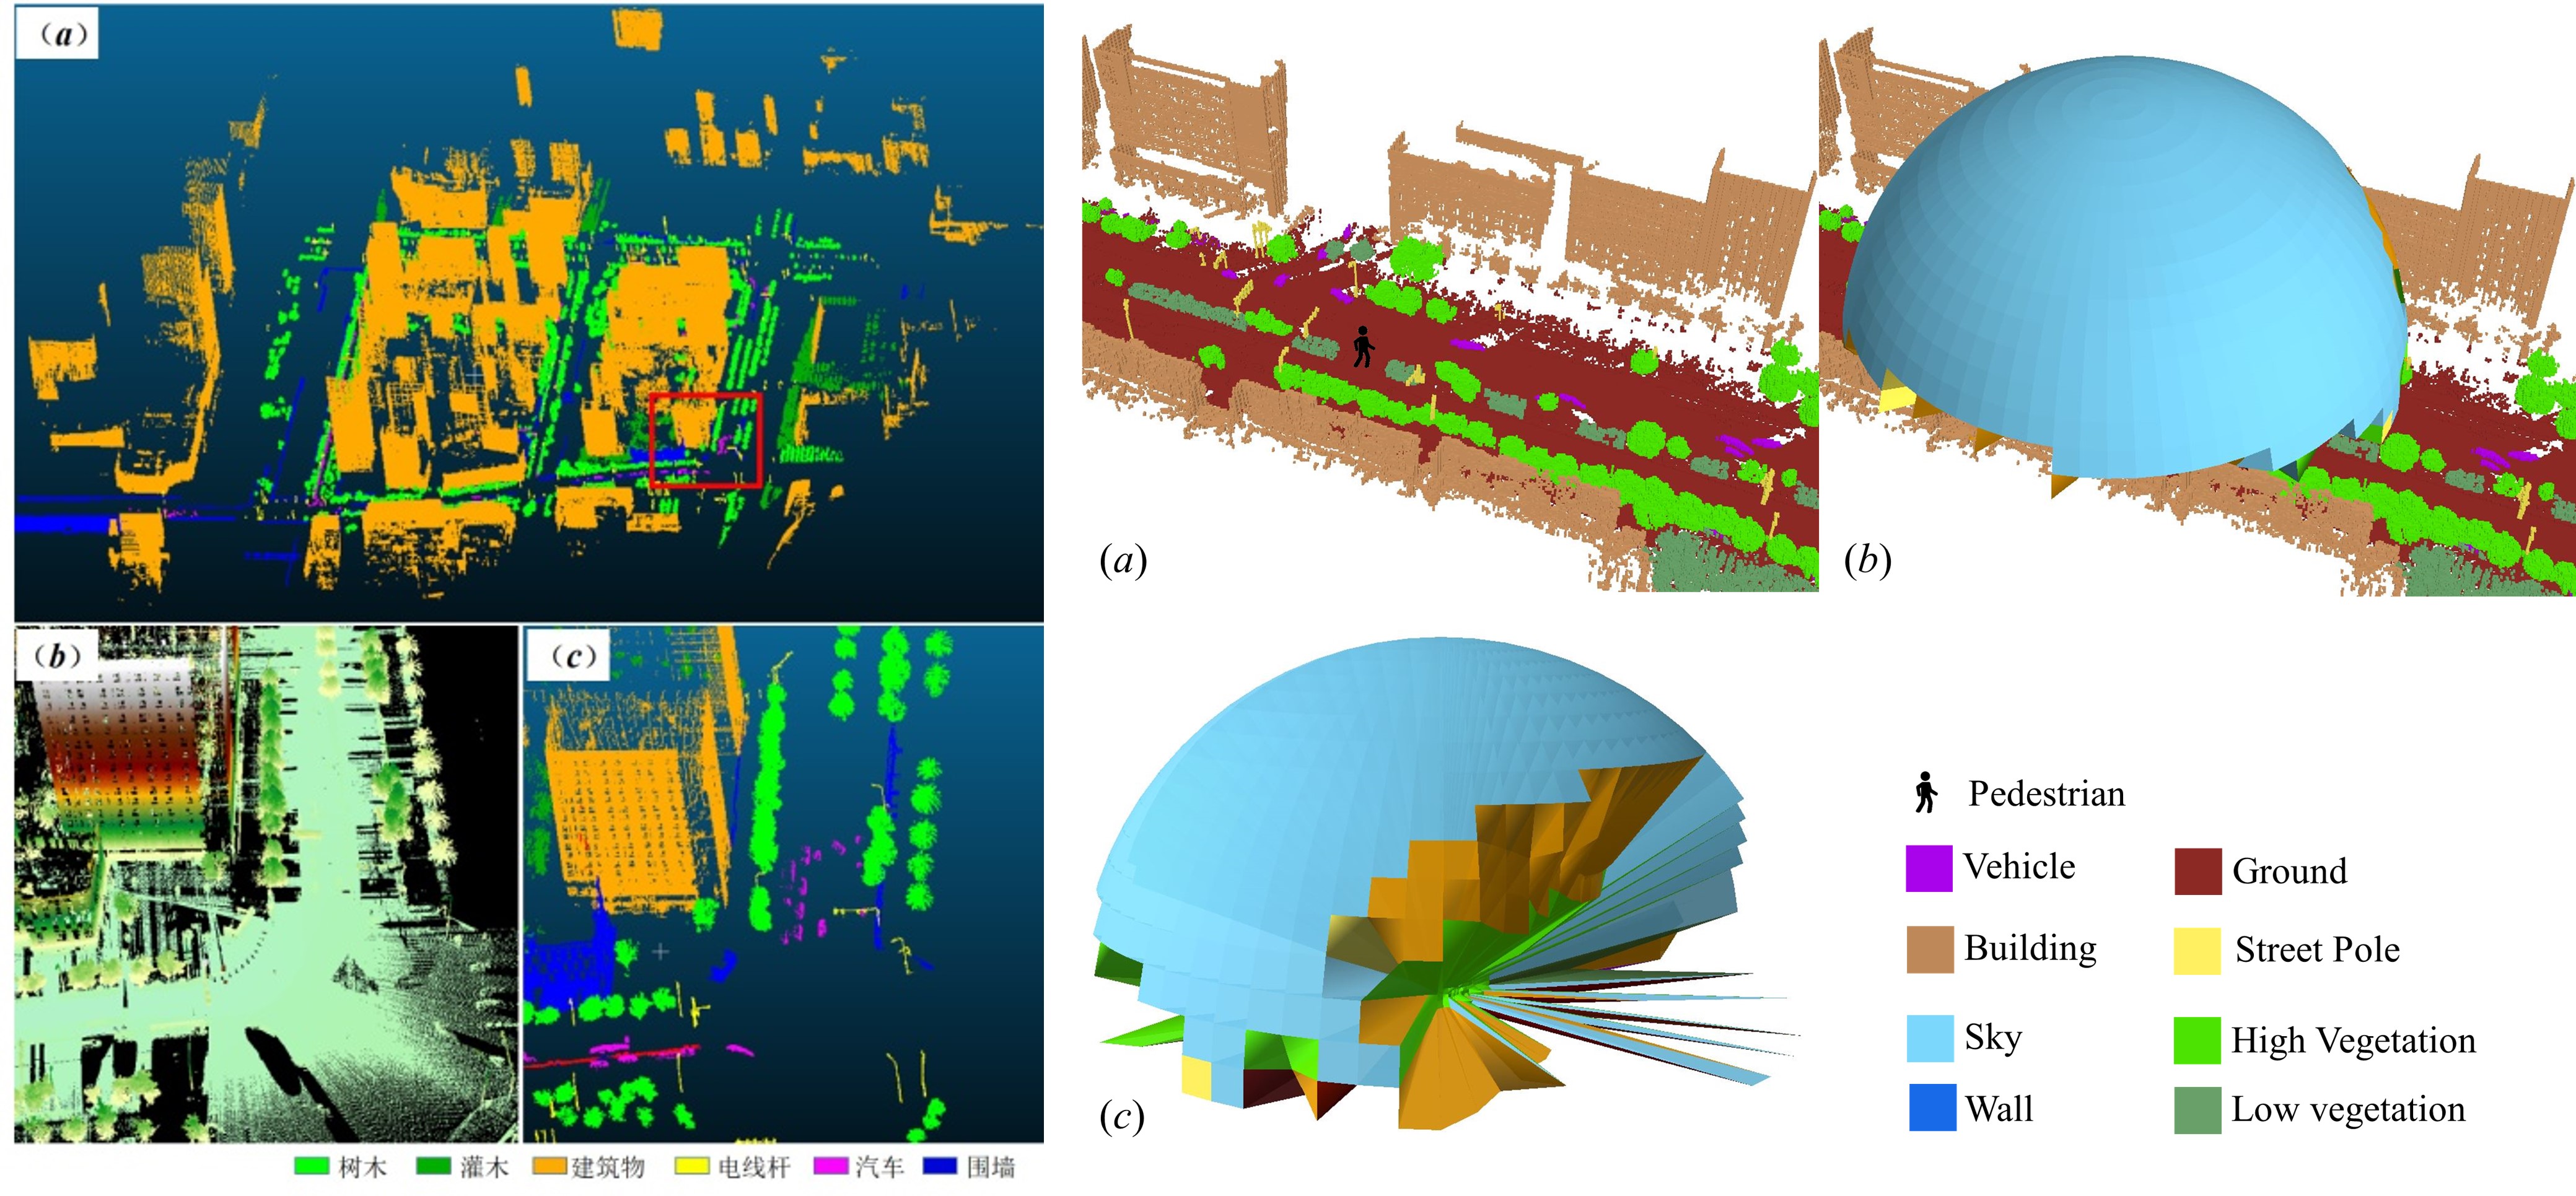 (a)
(b)
(c)
树木 灌木 建筑物 电线杆 汽车 围墙
(a)
(b)
(c)
Pedestrian
Vehicle
Ground
Building
Street Pole
Sky
High Vegetation
Wall
Low vegetation